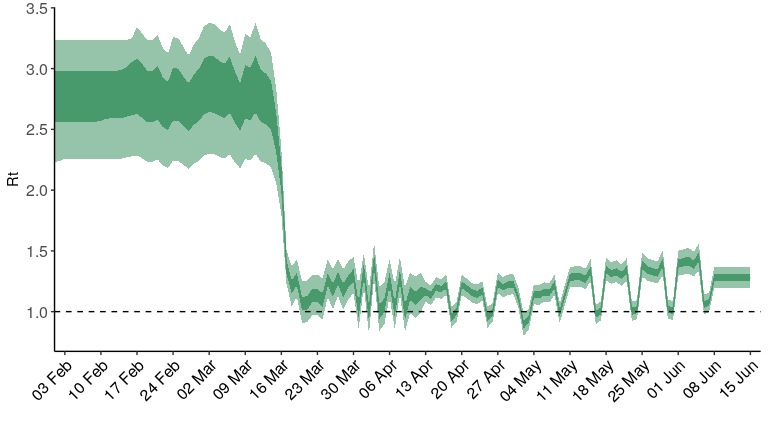 3.5
3.0
2.5
2.0
1.5
1.0
Rt
03 Feb
10 Feb
17 Feb
24 Feb
02 Mar
09 Mar
16 Mar
23 Mar
30 Mar
06 Apr
13 Apr
20 Apr
27 Apr
04 May
11 May
18 May
25 May
01 Jun
08 Jun
15 Jun